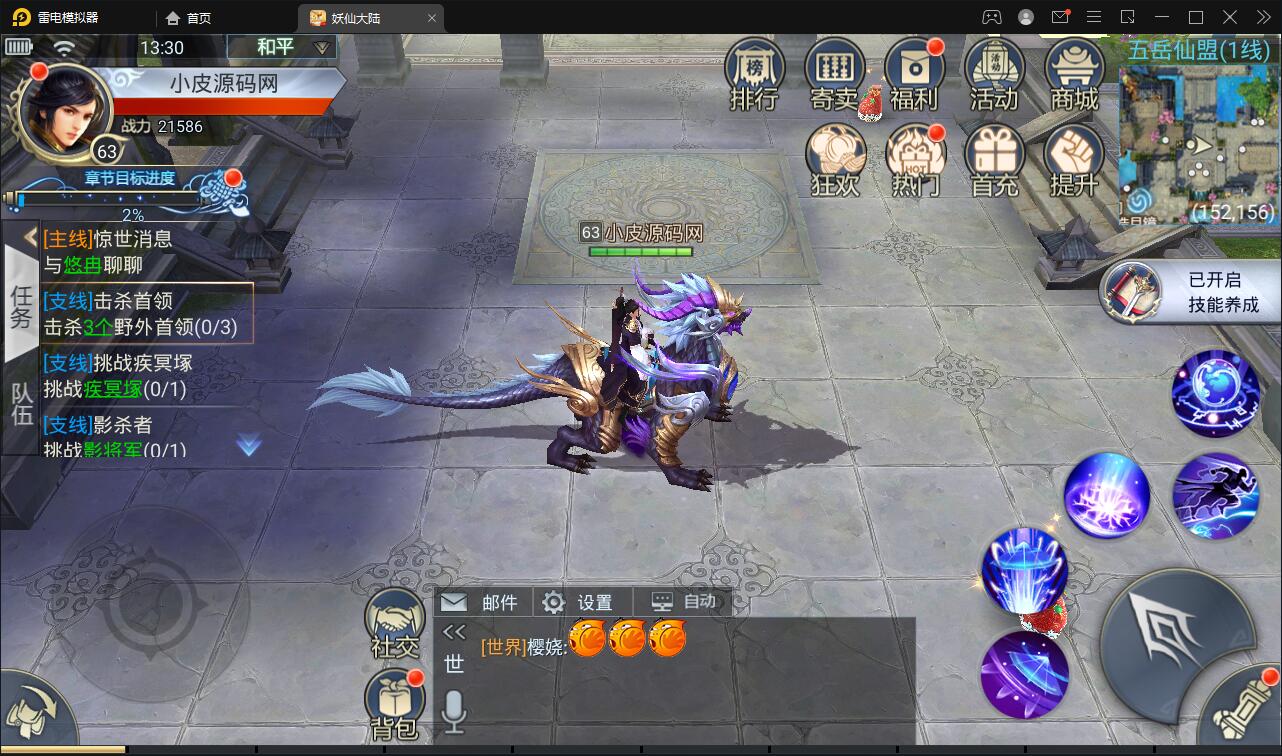 雷电模拟器
首页
妖仙大陆
13:30
和平
小皮源码网
战力 21586
63
章节目标进度
2%
榜
排行
寄卖
福利
活动
活动
商城
狂欢
HOT
热门
首充
提升
五岳仙盟(1线)
(152,156)
任务
队伍
[主线]惊世消息
与悠冉聊聊
[支线]击杀首领
击杀3个野外首领(0/3)
[支线]挑战疾冥塚
挑战疾冥塚(0/1)
[支线]影杀者
挑战影将军(0/1)
63 小皮源码网
已开启
技能养成
社交
背包
邮件
设置
自动
世
[世界]樱娆: